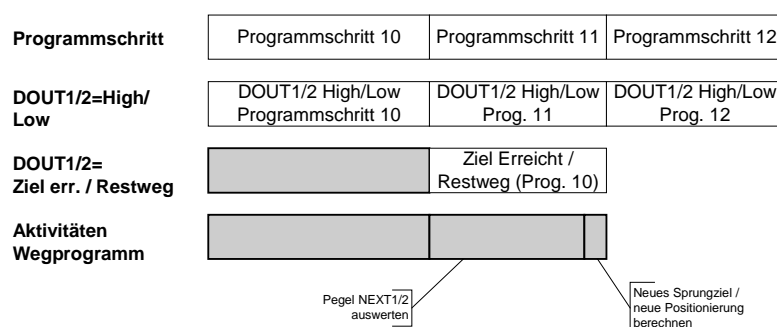 Programmschritt
Programmschritt 10
Programmschritt 11
Programmschritt 12
DOUT1/2=High/
Low
DOUT1/2 High/Low
Programmschritt 10
DOUT1/2 High/Low
Prog. 11
DOUT1/2 High/Low
Prog. 12
DOUT1/2=
Ziel err. / Restweg
Ziel Erreicht /
Restweg (Prog. 10)
Aktivitäten
Wegprogramm
Pegel NEXT1/2
auswerten
Neues Sprungziel /
neue Positionierung
berechnen